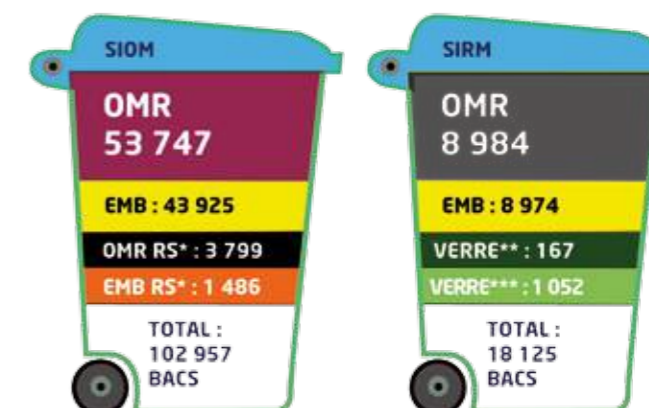 SIOM
OMR
53 747
EMB : 43 925
OMR RS* : 3 799
EMB RS* : 1 486
TOTAL :
102 957
BACS
SIRM
OMR
8 984
EMB : 8 974
VERRE** : 167
VERRE*** : 1 052
TOTAL :
18 125
BACS